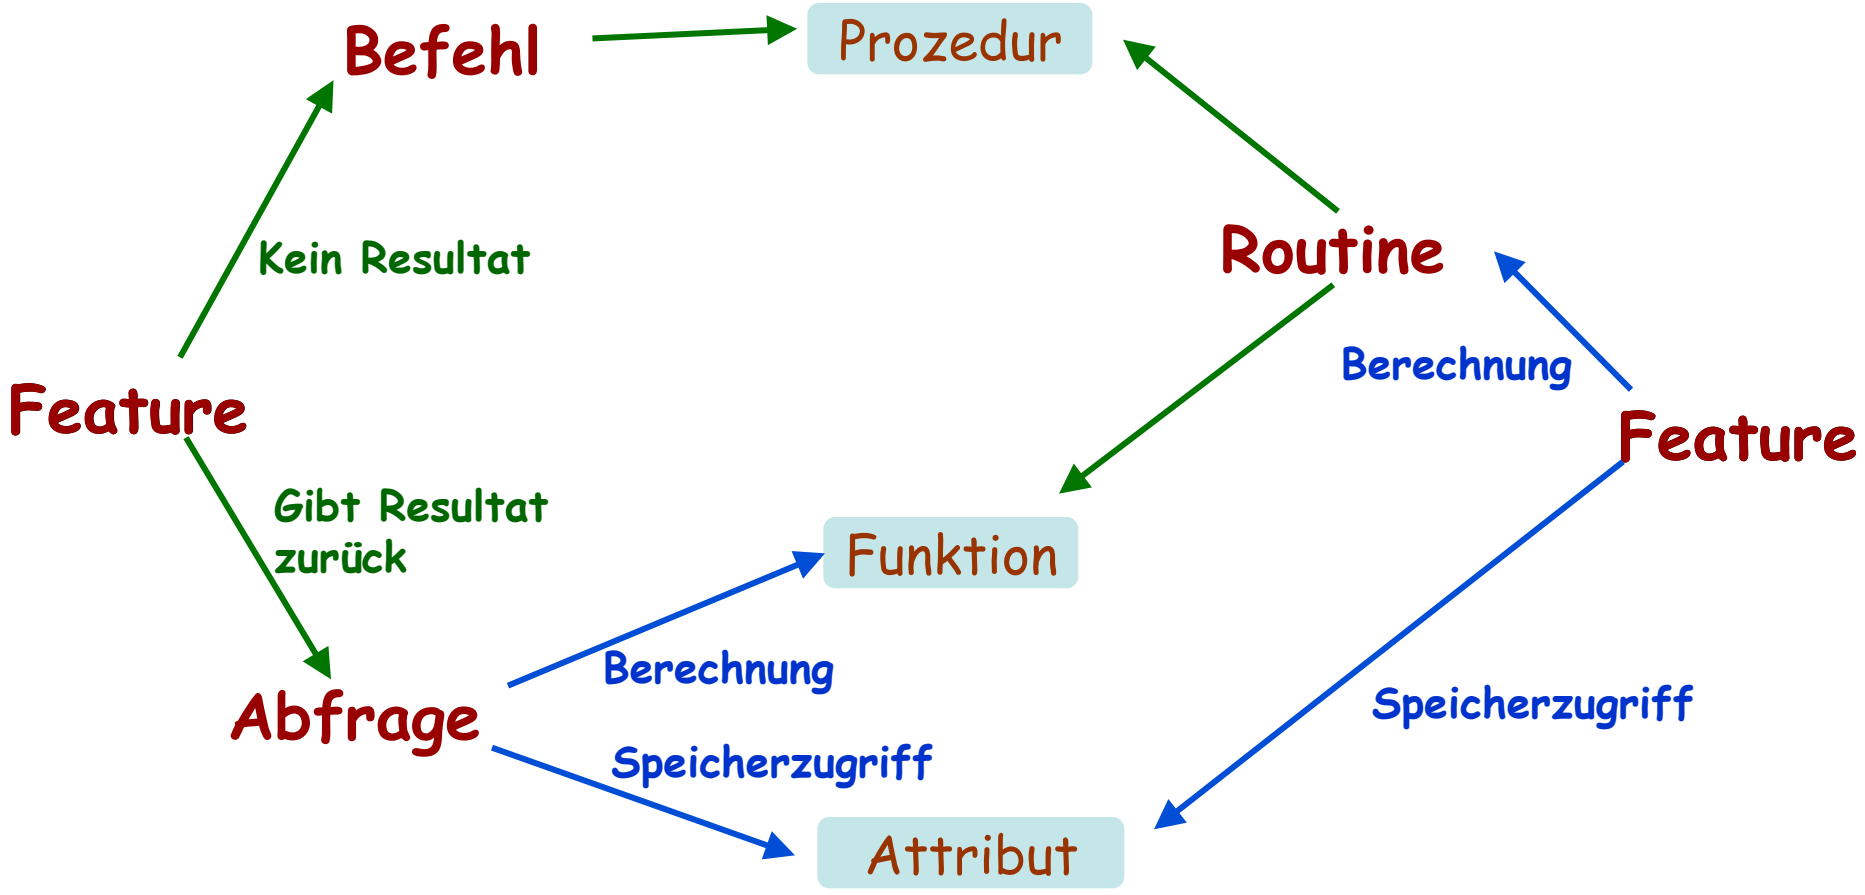 Befehl
Prozedur
Kein Resultat
Routine
Berechnung
Feature
Feature
Gibt Resultat
zurück
Funktion
Berechnung
Abfrage
Speicherzugriff
Speicherzugriff
Attribut